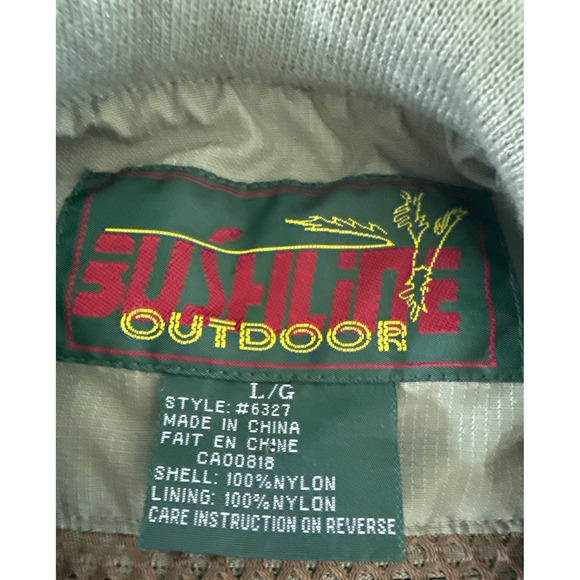 BUSHLINE
OUTDOOR
L/G
STYLE: #6327
MADE IN CHINA
FAIT EN CHINE
CA00818
SHELL: 100%NYLON
LINING: 100%NYLON
CARE INSTRUCTION ON REVERSE